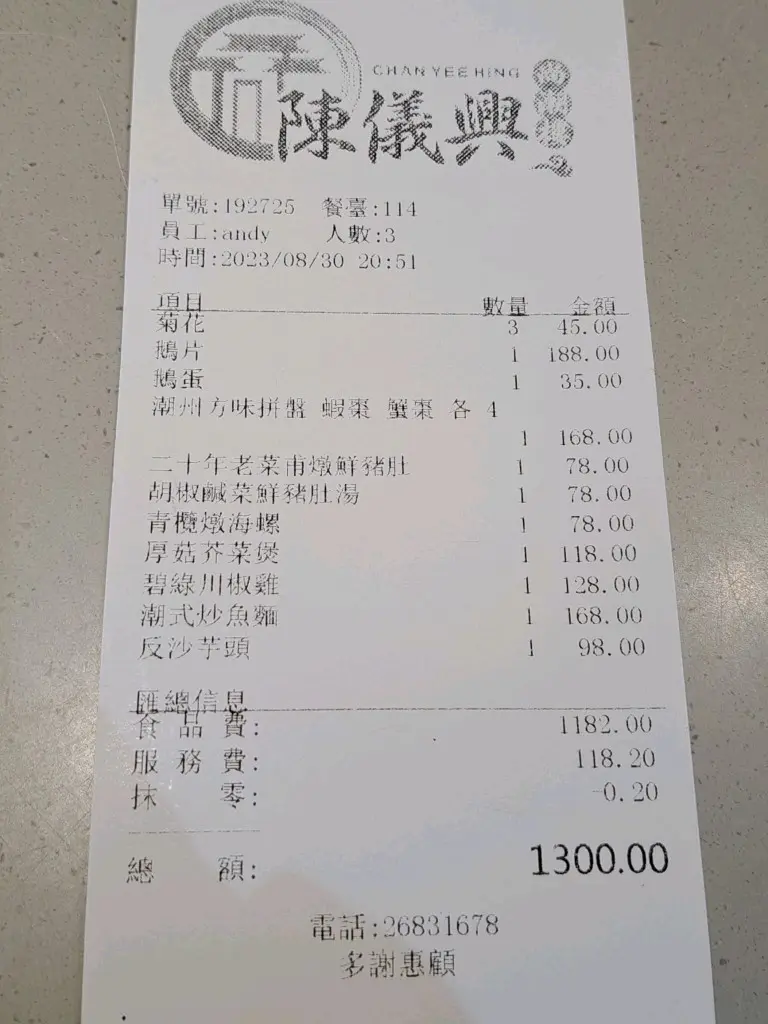 CHAN YEE HING
陳儀興
單號:192725 餐臺:114
員工:andy 人數:3
時間:2023/08/30 20:51
項目 數量 金額
菊花 3 45.00
鵝片 1 188.00
鵝蛋 1 35.00
潮州方味拼盤 蝦棗 蟹棗 各 4
1 168.00
二十年老菜甫燉鮮豬肚 1 78.00
胡椒鹹菜鮮豬肚湯 1 78.00
青欖燉海螺 1 78.00
厚菇芥菜煲 1 118.00
碧綠川椒雞 1 128.00
潮式炒魚麵 1 168.00
反沙芋頭 1 98.00
匯總信息
食品費: 1182.00
服務費: 118.20
抹零: -0.20
總額: 1300.00
電話:26831678
多謝惠顧